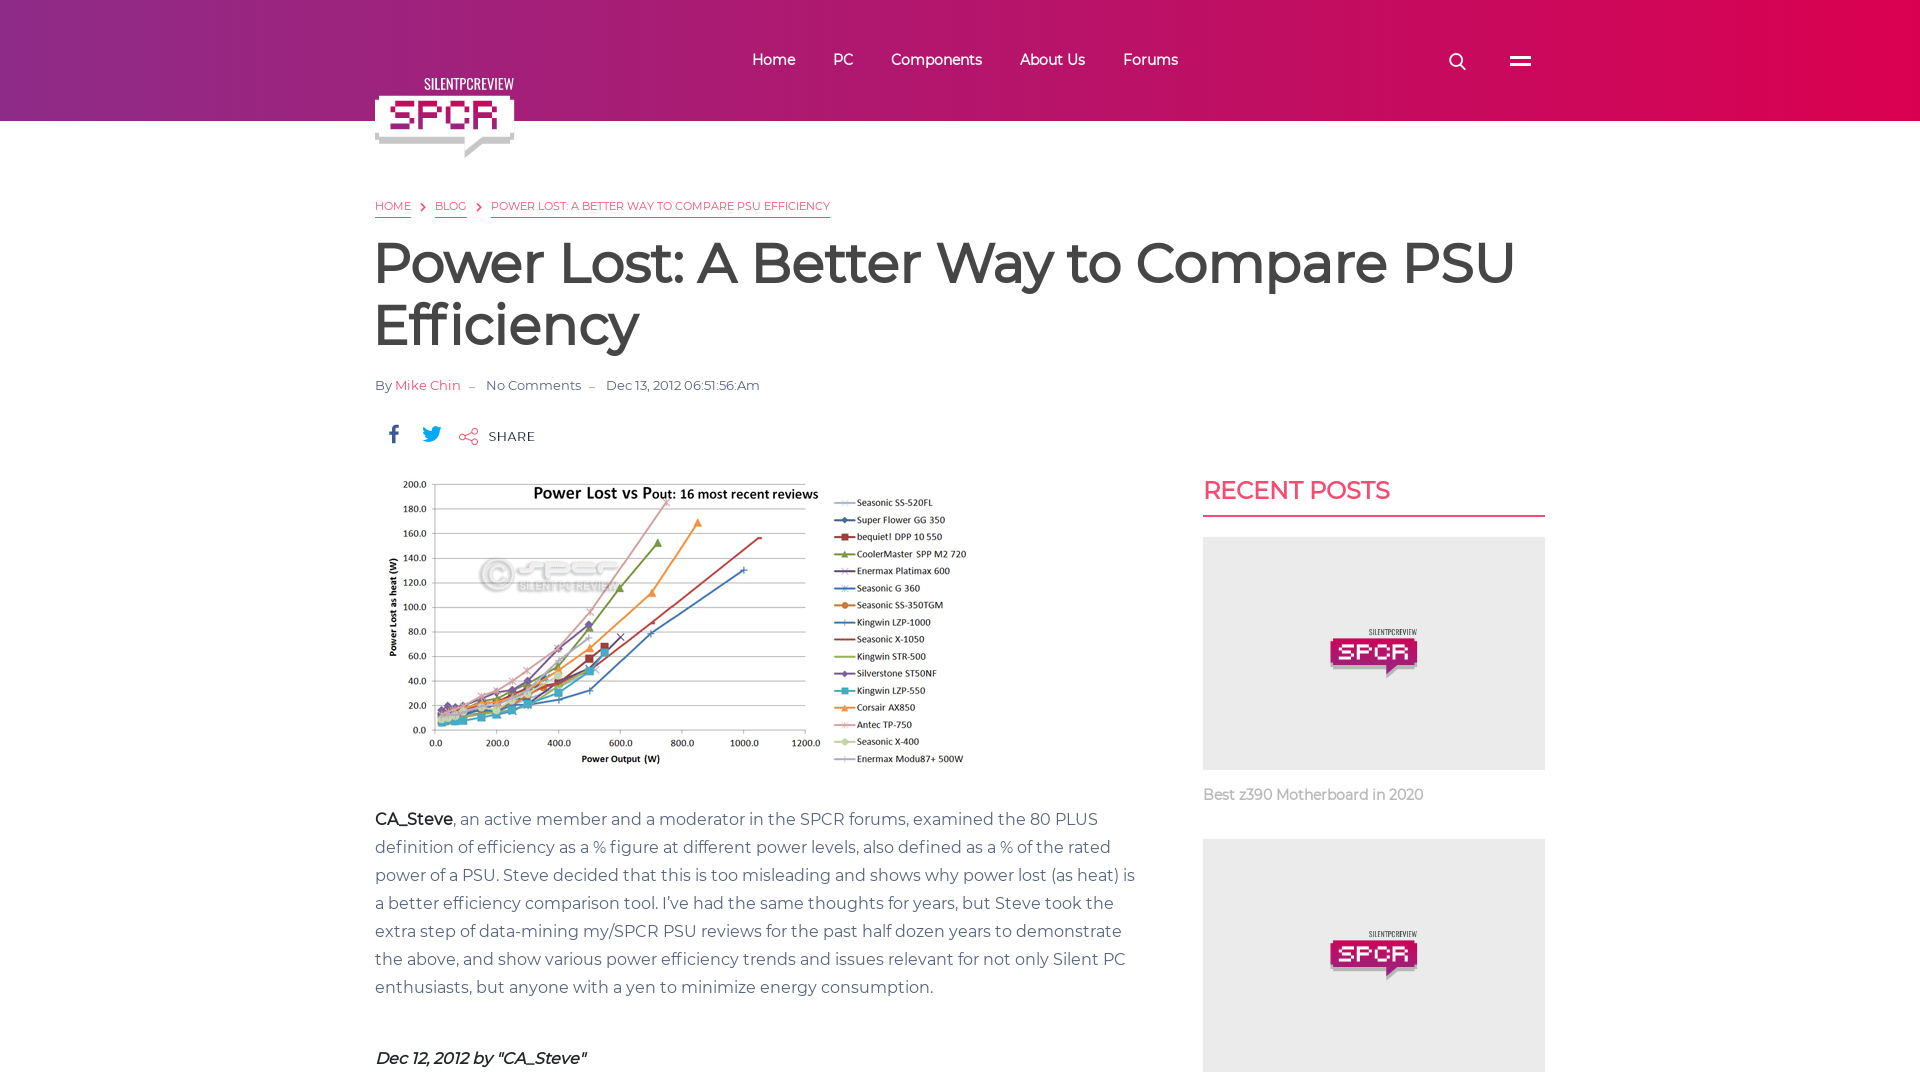 Home PC Components About Us Forums
SILENTPCREVIEW
SPCR
HOME BLOG POWER LOST: A BETTER WAY TO COMPARE PSU EFFICIENCY
Power Lost: A Better Way to Compare PSU
Efficiency
By Mike Chin – No Comments – Dec 13, 2012 06:51:56:Am
SHARE
Power Lost vs Pout: 16 most recent reviews
Power Lost as heat (W)
200.0
180.0
160.0
140.0
120.0
100.0
80.0
60.0
40.0
20.0
0.0
0.0 200.0 400.0 600.0 800.0 1000.0 1200.0
Power Output (W)
© SPCR
SILENT PC REVIEW
Seasonic SS-520FL
Super Flower GG 350
bequiet! DPP 10 550
CoolerMaster SPP M2 720
Enermax Platimax 600
Seasonic G 360
Seasonic SS-350TGM
Kingwin LZP-1000
Seasonic X-1050
Kingwin STR-500
Silverstone ST50NF
Kingwin LZP-550
Corsair AX850
Antec TP-750
Seasonic X-400
Enermax Modu87+ 500W
CA_Steve, an active member and a moderator in the SPCR forums, examined the 80 PLUS
definition of efficiency as a % figure at different power levels, also defined as a % of the rated
power of a PSU. Steve decided that this is too misleading and shows why power lost (as heat) is
a better efficiency comparison tool. I’ve had the same thoughts for years, but Steve took the
extra step of data-mining my/SPCR PSU reviews for the past half dozen years to demonstrate
the above, and show various power efficiency trends and issues relevant for not only Silent PC
enthusiasts, but anyone with a yen to minimize energy consumption.
Dec 12, 2012 by "CA_Steve"
RECENT POSTS
SILENTPCREVIEW
SPCR
Best z390 Motherboard in 2020
SILENTPCREVIEW
SPCR